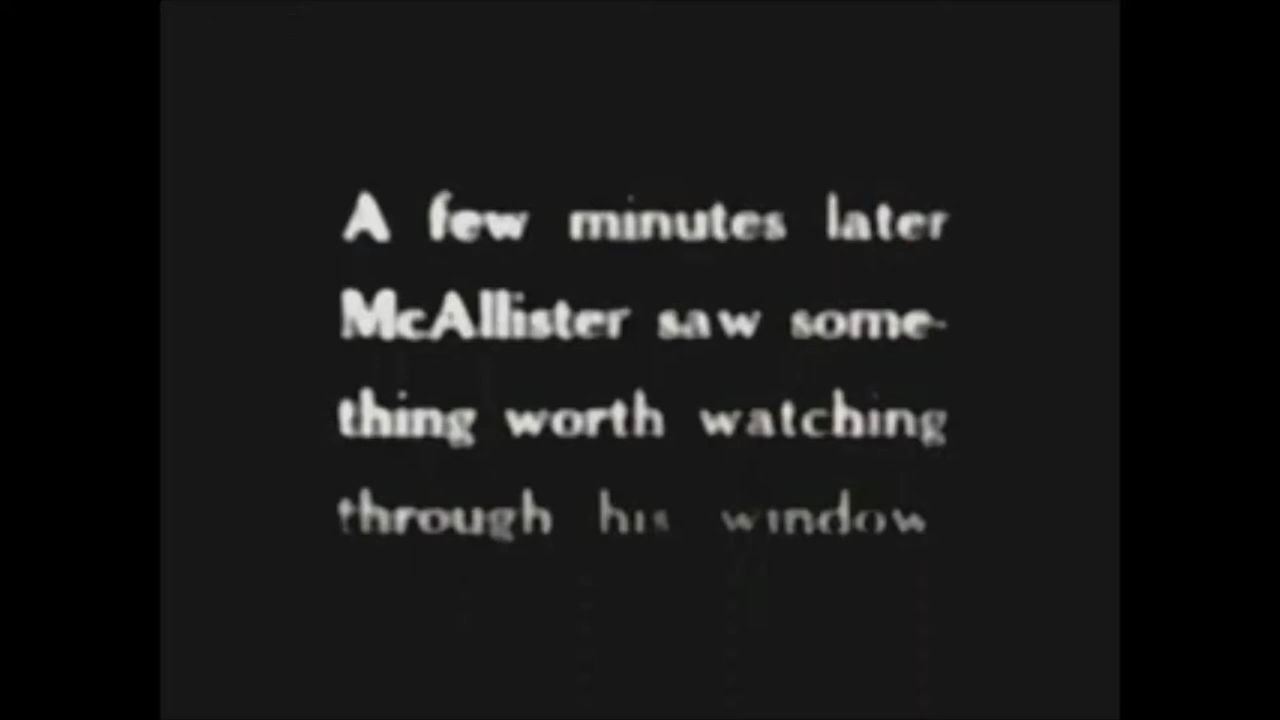 A few minutes later
McAllister saw some-
thing worth watching
through his window